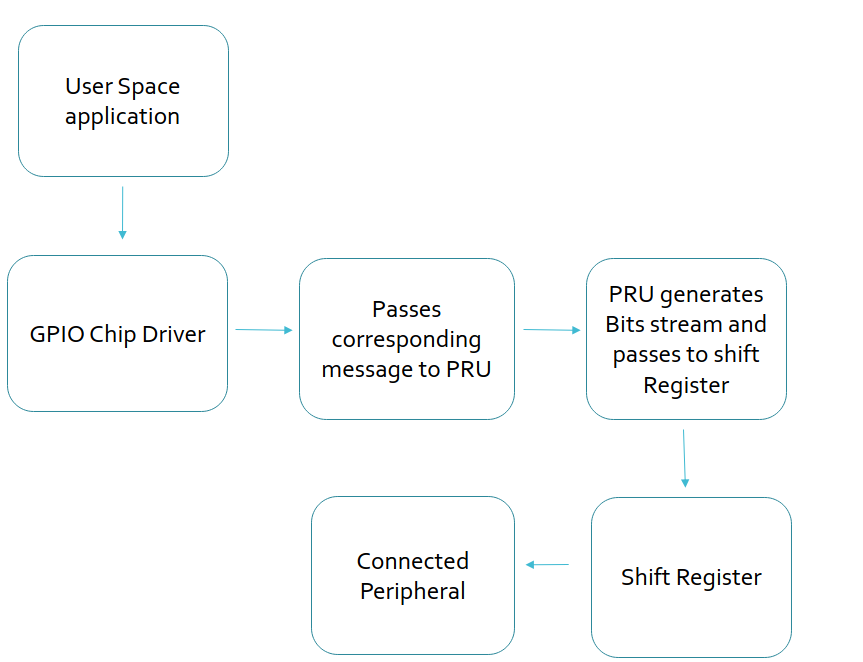 User Space
application
GPIO Chip Driver
Passes
corresponding
message to PRU
PRU generates
Bits stream and
passes to shift
Register
Shift Register
Connected
Peripheral